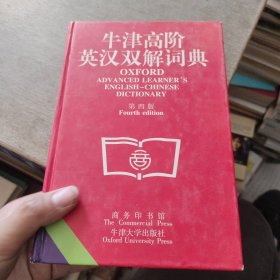 牛津高阶
英汉双解词典
OXFORD
ADVANCED LEARNER'S
ENGLISH-CHINESE
DICTIONARY
第四版
Fourth edition
商务印书馆
The Commercial Press
牛津大学出版社
Oxford University Press